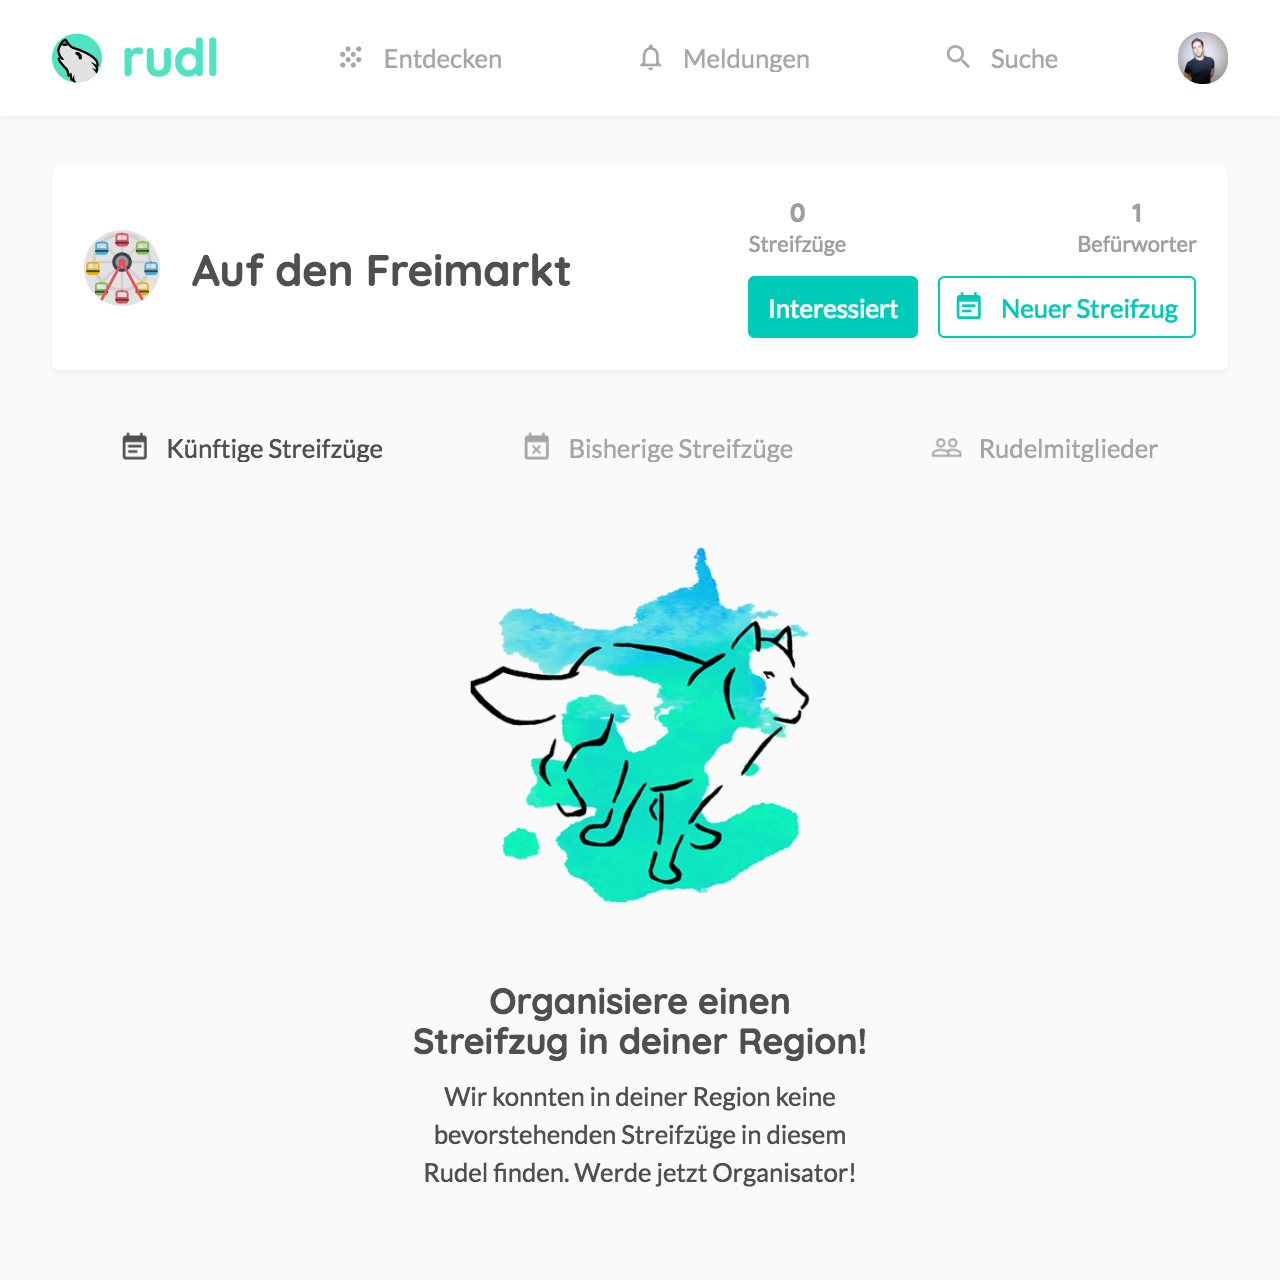 rudl
Entdecken
Meldungen
Suche
Auf den Freimarkt
0
Streifzüge
1
Befürworter
Interessiert
Neuer Streifzug
Künftige Streifzüge
Bisherige Streifzüge
Rudelmitglieder
Organisiere einen
Streifzug in deiner Region!
Wir konnten in deiner Region keine
bevorstehenden Streifzüge in diesem
Rudel finden. Werde jetzt Organisator!